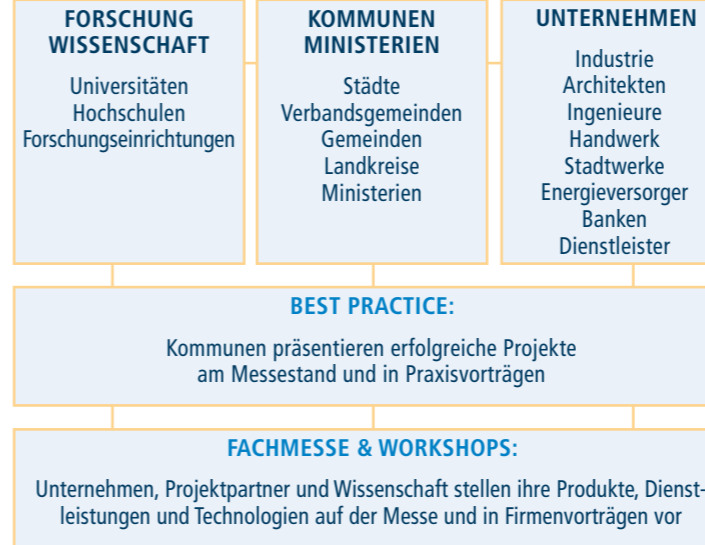 FORSCHUNG
WISSENSCHAFT
Universitäten
Hochschulen
Forschungseinrichtungen
KOMMUNEN
MINISTERIEN
Städte
Verbandsgemeinden
Gemeinden
Landkreise
Ministerien
UNTERNEHMEN
Industrie
Architekten
Ingenieure
Handwerk
Stadtwerke
Energieversorger
Banken
Dienstleister
BEST PRACTICE:
Kommunen präsentieren erfolgreiche Projekte
am Messestand und in Praxisvorträgen
FACHMESSE & WORKSHOPS:
Unternehmen, Projektpartner und Wissenschaft stellen ihre Produkte, Dienst-
leistungen und Technologien auf der Messe und in Firmenvorträgen vor